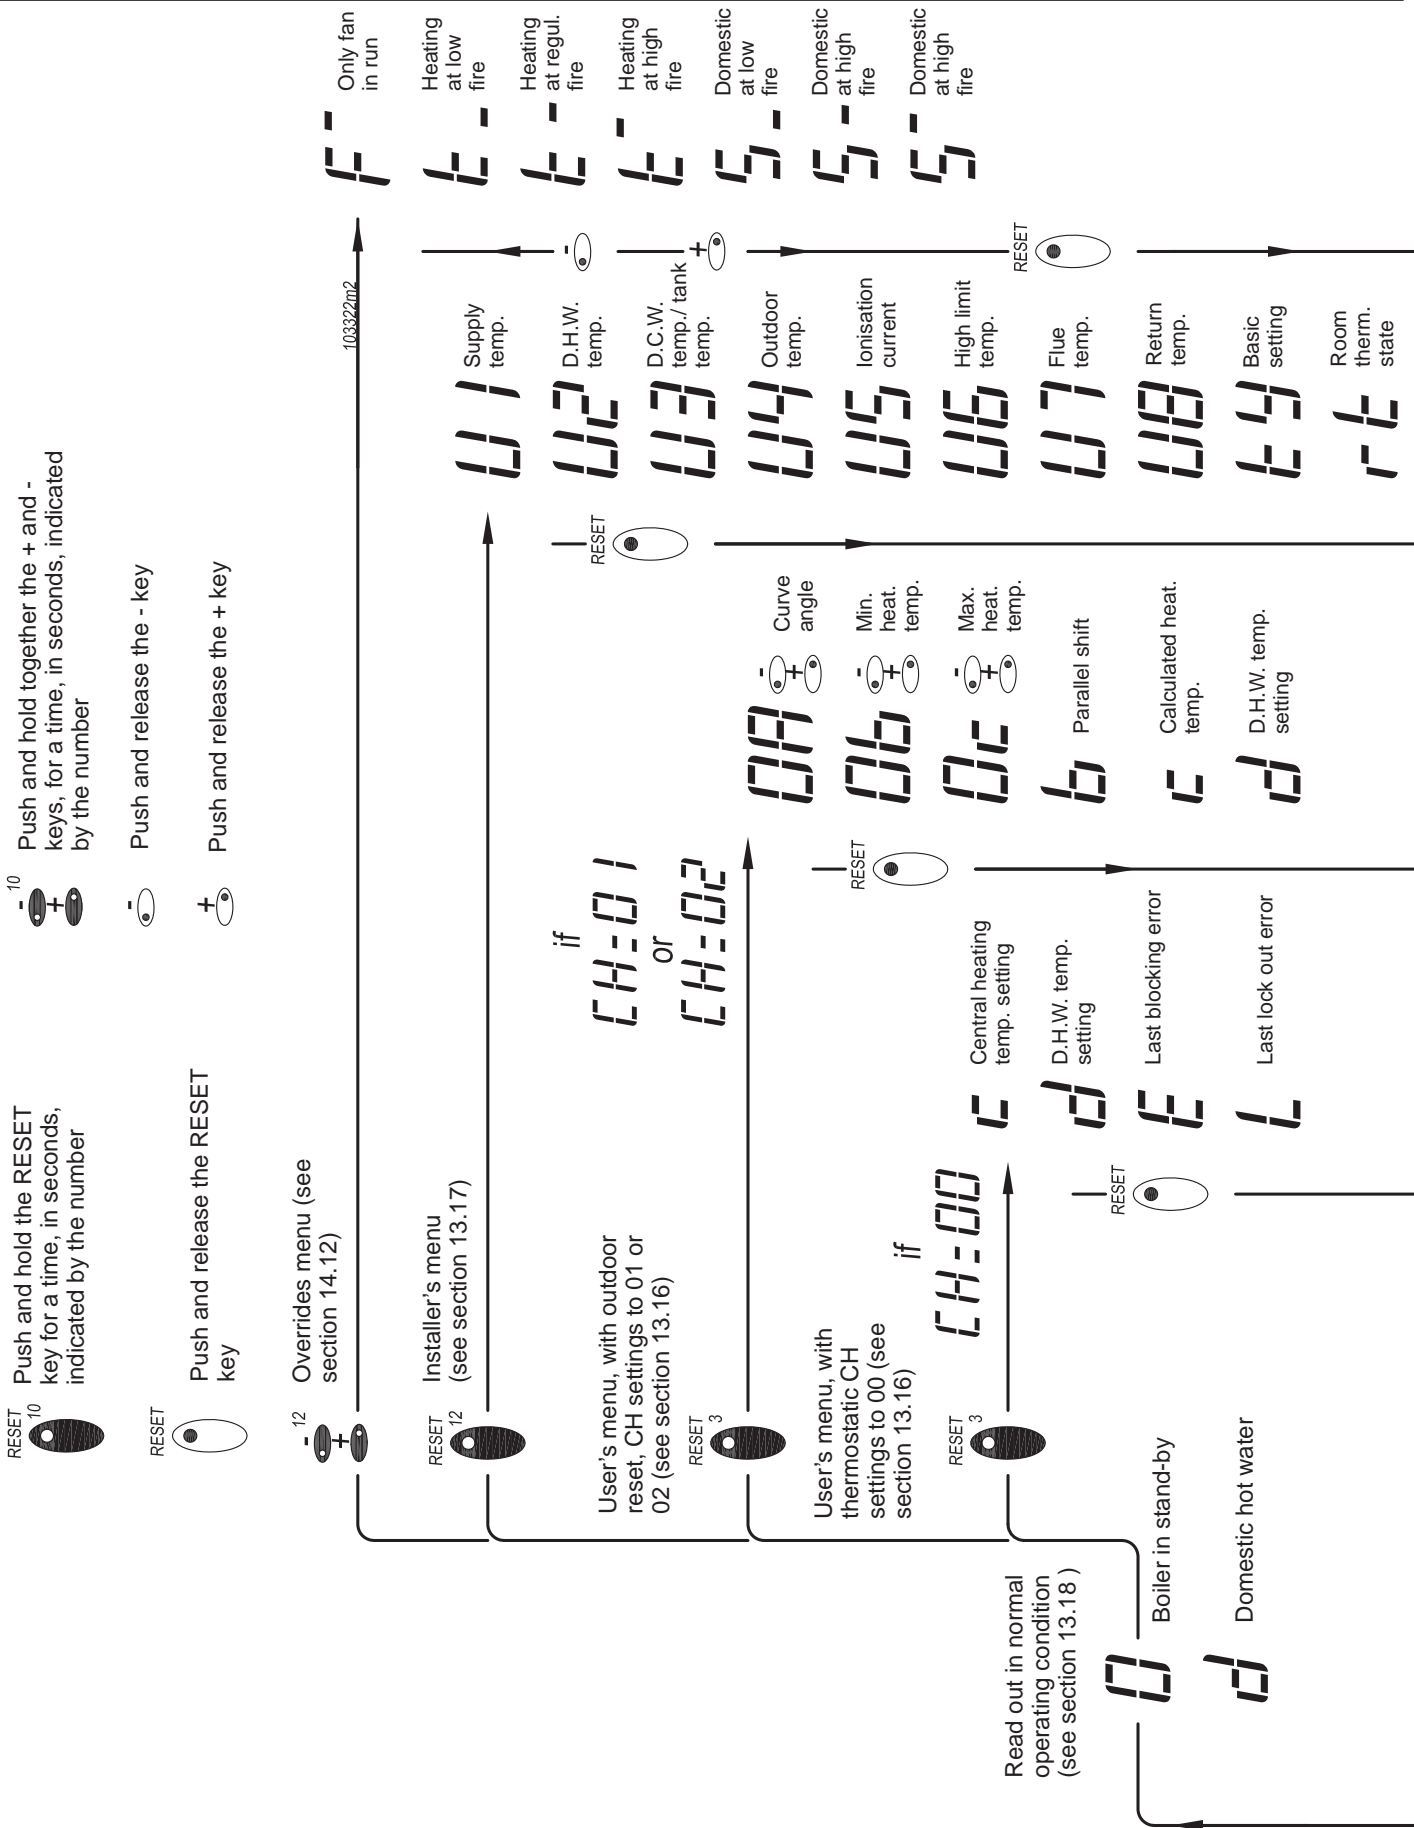 RESET
10
Push and hold the RESET
key for a time, in seconds,
indicated by the number
- 10
+
Push and hold together the + and -
keys, for a time, in seconds, indicated
by the number
RESET
Push and release the RESET
key
-
Push and release the - key
+
Push and release the + key
- 12
+
Overrides menu (see
section 14.12)
103322m2
F -
Only fan
in run
t -
Heating
at low
fire
t -
Heating
at regul.
fire
t -
Heating
at high
fire
5 -
Domestic
at low
fire
5 -
Domestic
at high
fire
5 -
Domestic
at high
fire
RESET
12
Installer's menu
(see section 13.17)
U1
Supply
temp.
U2
D.H.W.
temp.
U3
D.C.W.
temp./ tank
temp.
U4
Outdoor
temp.
U5
Ionisation
current
U6
High limit
temp.
U7
Flue
temp.
U8
Return
temp.
tY
Basic
setting
rt
Room
therm.
state
-
+
RESET
User's menu, with outdoor
reset, CH settings to 01 or
02 (see section 13.16)
RESET
3
if
CH:01
or
CH:02
RESET
0A
-
+
Curve
angle
0b
-
+
Min.
heat.
temp.
0c
-
+
Max.
heat.
temp.
b
Parallel shift
c
Calculated heat.
temp.
d
D.H.W. temp.
setting
User's menu, with
thermostatic CH
settings to 00 (see
section 13.16)
RESET
3
if
CH:00
RESET
c
Central heating
temp. setting
d
D.H.W. temp.
setting
E
Last blocking error
L
Last lock out error
RESET
Read out in normal
operating condition
(see section 13.18 )
0
Boiler in stand-by
d
Domestic hot water